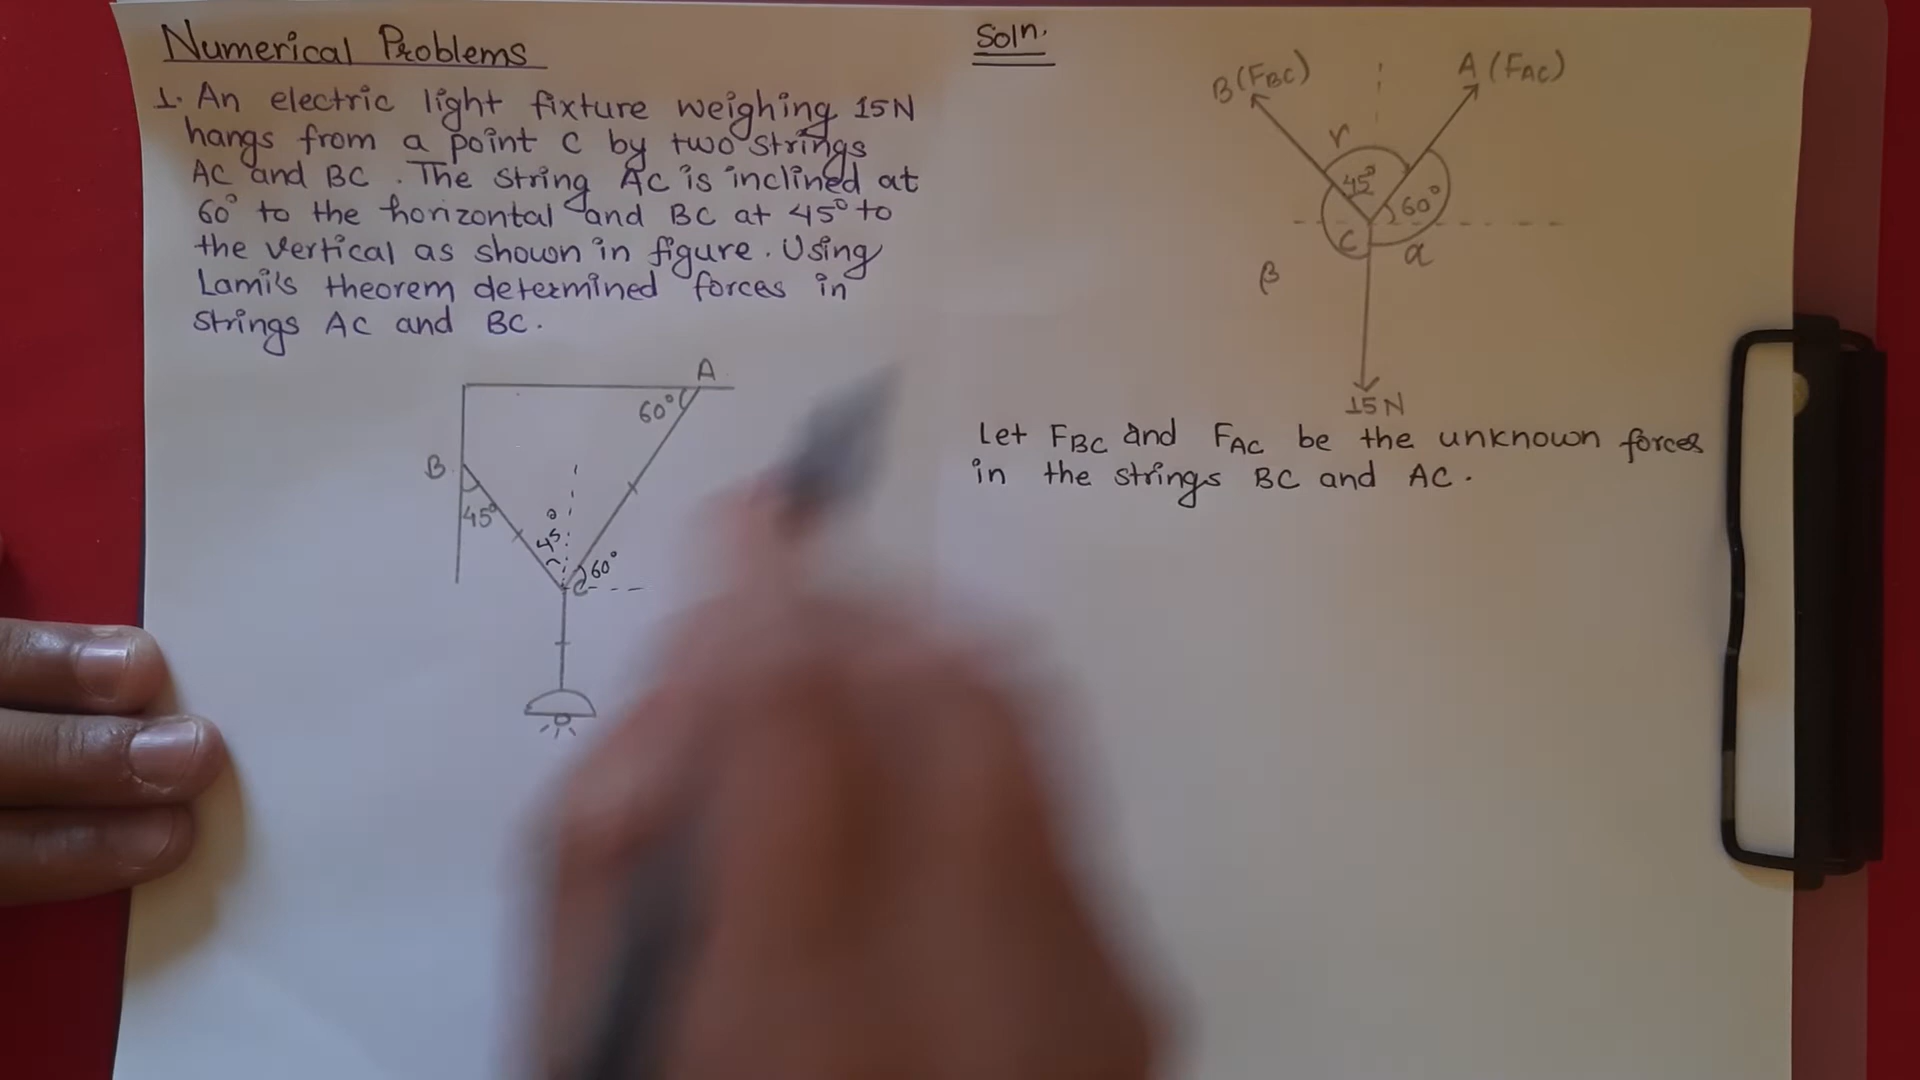 Numerical Problems
1. An electric light fixture weighing 15N
hangs from a point C by two strings
AC and BC. The string AC is inclined at
60° to the horizontal and BC at 45° to
the vertical as shown in figure. Using
Lami's theorem determined forces in
strings AC and BC.
A
60°
B
45°
45°
60°
C
Soln.
B (FBC)
A (FAC)
γ
45°
60°
C
α
β
15N
Let FBC and FAC be the unknown forces
in the strings BC and AC.